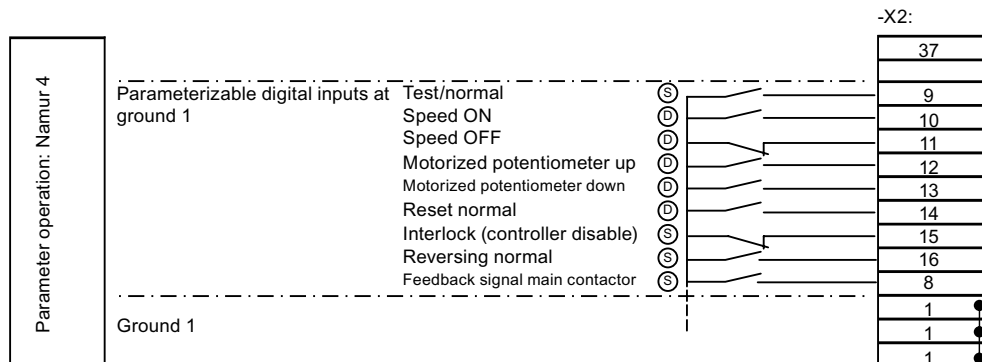 -X2:
37
Parameter operation: Namur 4
Parameterizable digital inputs at
ground 1
Test/normal S 9
Speed ON D 10
Speed OFF D 11
Motorized potentiometer up D 12
Motorized potentiometer down D 13
Reset normal D 14
Interlock (controller disable) S 15
Reversing normal S 16
Feedback signal main contactor S 8
Ground 1
1
1
1